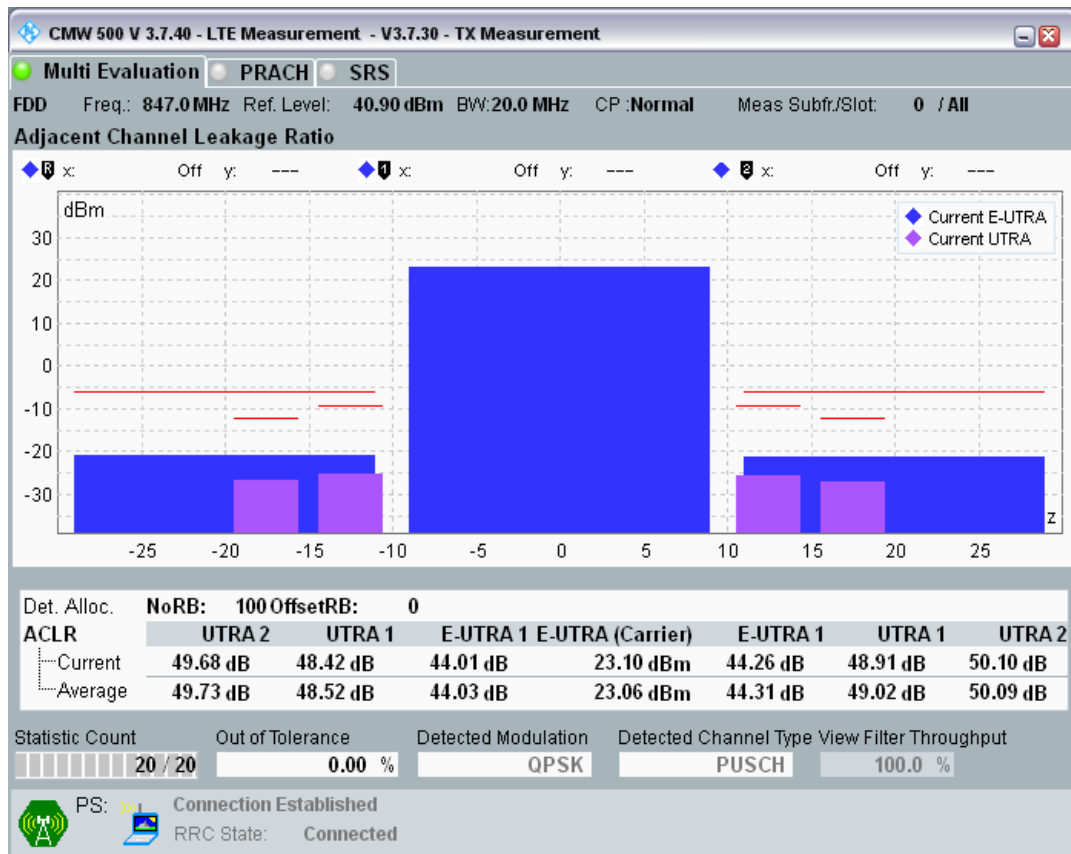 CMW 500 V 3.7.40 - LTE Measurement - V3.7.30 - TX Measurement
Multi Evaluation PRACH SRS
FDD Freq.: 847.0 MHz Ref. Level: 40.90 dBm BW: 20.0 MHz CP :Normal Meas Subfr./Slot: 0 / All
Adjacent Channel Leakage Ratio
R x: Off y: --- 1 x: Off y: --- 2 x: Off y: ---
dBm
Current E-UTRA
Current UTRA
30
20
10
0
-10
-20
-30
z
-25 -20 -15 -10 -5 0 5 10 15 20 25
Det. Alloc. NoRB: 100 OffsetRB: 0
ACLR UTRA 2 UTRA 1 E-UTRA 1 E-UTRA (Carrier) E-UTRA 1 UTRA 1 UTRA 2
Current 49.68 dB 48.42 dB 44.01 dB 23.10 dBm 44.26 dB 48.91 dB 50.10 dB
Average 49.73 dB 48.52 dB 44.03 dB 23.06 dBm 44.31 dB 49.02 dB 50.09 dB
Statistic Count Out of Tolerance Detected Modulation Detected Channel Type View Filter Throughput
20 / 20 0.00 % QPSK PUSCH 100.0 %
PS: Connection Established
RRC State: Connected